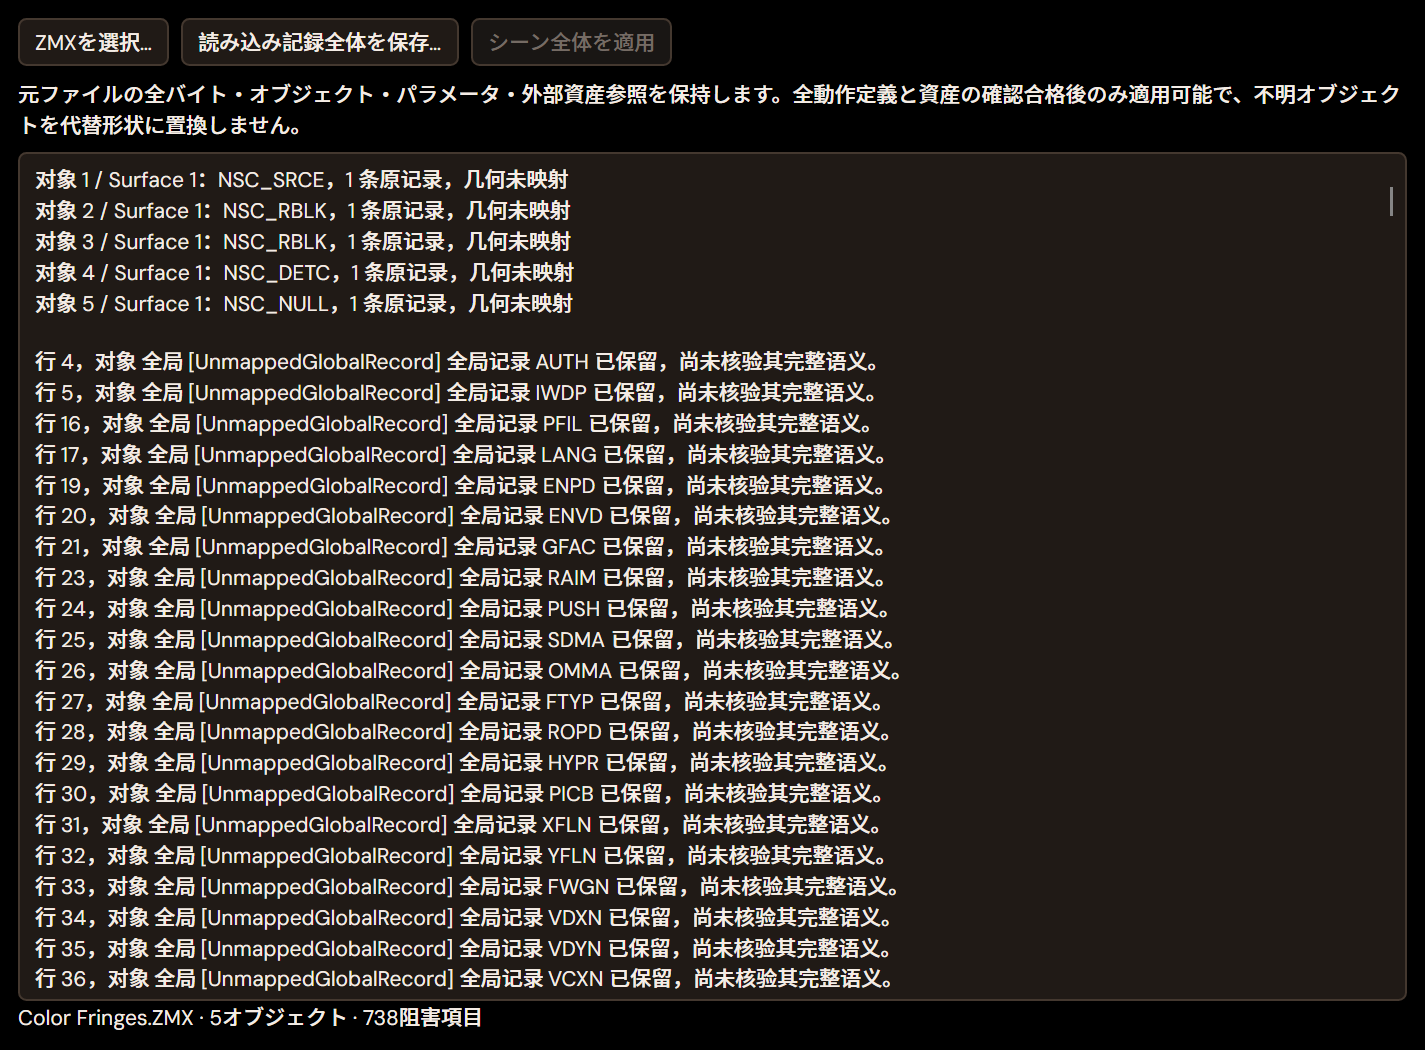 ZMXを選択...
読み込み記録全体を保存...
シーン全体を適用
元ファイルの全バイト・オブジェクト・パラメータ・外部資産参照を保持します。全動作定義と資産の確認合格後のみ適用可能で、不明オブジェク
トを代替形状に置換しません。
对象 1 / Surface 1：NSC_SRCE，1 条原记录，几何未映射
对象 2 / Surface 1：NSC_RBLK，1 条原记录，几何未映射
对象 3 / Surface 1：NSC_RBLK，1 条原记录，几何未映射
对象 4 / Surface 1：NSC_DETC，1 条原记录，几何未映射
对象 5 / Surface 1：NSC_NULL，1 条原记录，几何未映射
行 4，对象 全局 [UnmappedGlobalRecord] 全局记录 AUTH 已保留，尚未核验其完整语义。
行 5，对象 全局 [UnmappedGlobalRecord] 全局记录 IWDP 已保留，尚未核验其完整语义。
行 16，对象 全局 [UnmappedGlobalRecord] 全局记录 PFIL 已保留，尚未核验其完整语义。
行 17，对象 全局 [UnmappedGlobalRecord] 全局记录 LANG 已保留，尚未核验其完整语义。
行 19，对象 全局 [UnmappedGlobalRecord] 全局记录 ENPD 已保留，尚未核验其完整语义。
行 20，对象 全局 [UnmappedGlobalRecord] 全局记录 ENVD 已保留，尚未核验其完整语义。
行 21，对象 全局 [UnmappedGlobalRecord] 全局记录 GFAC 已保留，尚未核验其完整语义。
行 23，对象 全局 [UnmappedGlobalRecord] 全局记录 RAIM 已保留，尚未核验其完整语义。
行 24，对象 全局 [UnmappedGlobalRecord] 全局记录 PUSH 已保留，尚未核验其完整语义。
行 25，对象 全局 [UnmappedGlobalRecord] 全局记录 SDMA 已保留，尚未核验其完整语义。
行 26，对象 全局 [UnmappedGlobalRecord] 全局记录 OMMA 已保留，尚未核验其完整语义。
行 27，对象 全局 [UnmappedGlobalRecord] 全局记录 FTYP 已保留，尚未核验其完整语义。
行 28，对象 全局 [UnmappedGlobalRecord] 全局记录 ROPD 已保留，尚未核验其完整语义。
行 29，对象 全局 [UnmappedGlobalRecord] 全局记录 HYPR 已保留，尚未核验其完整语义。
行 30，对象 全局 [UnmappedGlobalRecord] 全局记录 PICB 已保留，尚未核验其完整语义。
行 31，对象 全局 [UnmappedGlobalRecord] 全局记录 XFLN 已保留，尚未核验其完整语义。
行 32，对象 全局 [UnmappedGlobalRecord] 全局记录 YFLN 已保留，尚未核验其完整语义。
行 33，对象 全局 [UnmappedGlobalRecord] 全局记录 FWGN 已保留，尚未核验其完整语义。
行 34，对象 全局 [UnmappedGlobalRecord] 全局记录 VDXN 已保留，尚未核验其完整语义。
行 35，对象 全局 [UnmappedGlobalRecord] 全局记录 VDYN 已保留，尚未核验其完整语义。
行 36，对象 全局 [UnmappedGlobalRecord] 全局记录 VCXN 已保留，尚未核验其完整语义。
Color Fringes.ZMX · 5オブジェクト · 738阻害項目